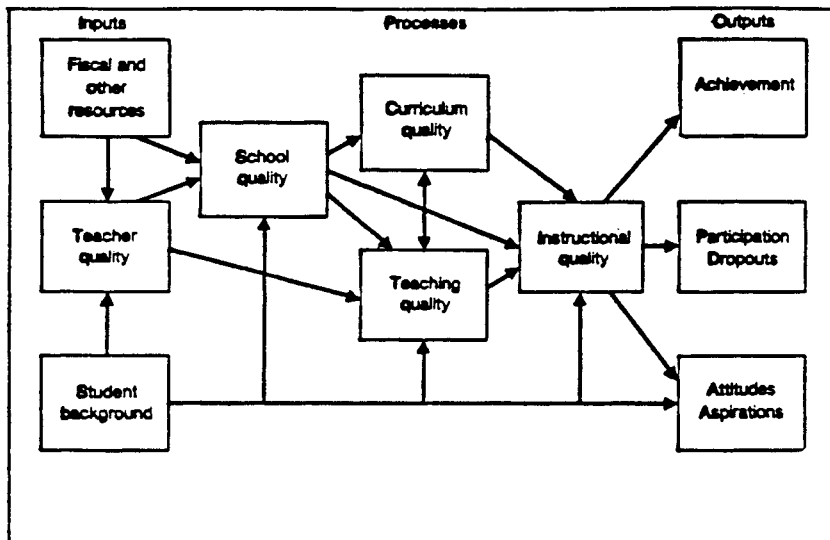 Inputs
Processes
Outputs
Fiscal and
other
resources
Curriculum
quality
Achievement
School
quality
Teacher
quality
Teaching
quality
Instructional
quality
Participation
Dropouts
Student
background
Attitudes
Aspirations